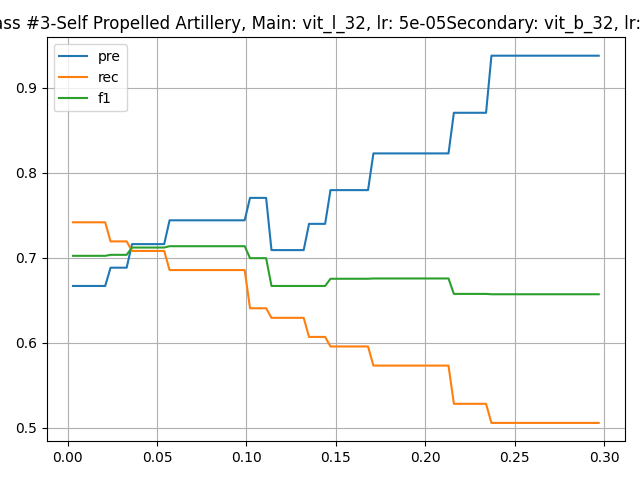 ass #3-Self Propelled Artillery, Main: vit_l_32, lr: 5e-05Secondary: vit_b_32, lr:
pre
rec
f1
0.9
0.8
0.7
0.6
0.5
0.00 0.05 0.10 0.15 0.20 0.25 0.30